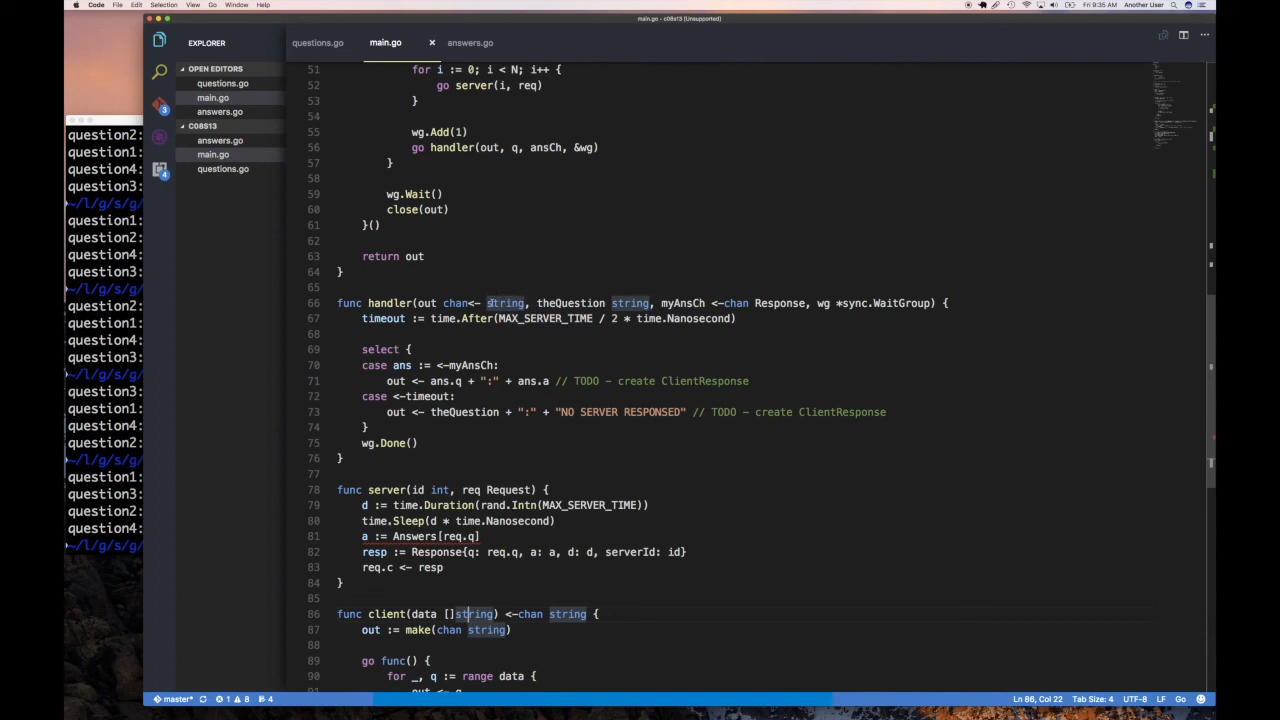 File Edit Selection View Go Window Help
Fri 9:35 AM Another User
main.go - c08s13 [Unsupported]
EXPLORER
questions.go
main.go
answers.go
OPEN EDITORS
questions.go
main.go
answers.go
C08S13
answers.go
main.go
questions.go
3
4
question2:
question1:
question4:
question3:
~/l/g/s/g/
question1:
question2:
question4:
question3:
~/l/g/s/g/
question2:
question1:
question4:
question3:
~/l/g/s/g/
question3:
question1:
question4:
question2:
~/l/g/s/g/
question1:
question3:
question2:
question4:
~/l/g/s/g/
51 for i := 0; i < N; i++ {
52 go server(i, req)
53 }
54
55 wg.Add(1)
56 go handler(out, q, ansCh, &wg)
57 }
58
59 wg.Wait()
60 close(out)
61 }()
62
63 return out
64 }
65
66 func handler(out chan<- string, theQuestion string, myAnsCh <-chan Response, wg *sync.WaitGroup) {
67 timeout := time.After(MAX_SERVER_TIME / 2 * time.Nanosecond)
68
69 select {
70 case ans := <-myAnsCh:
71 out <- ans.q + ":" + ans.a // TODO - create ClientResponse
72 case <-timeout:
73 out <- theQuestion + ":" + "NO SERVER RESPONSED" // TODO - create ClientResponse
74 }
75 wg.Done()
76 }
77
78 func server(id int, req Request) {
79 d := time.Duration(rand.Intn(MAX_SERVER_TIME))
80 time.Sleep(d * time.Nanosecond)
81 a := Answers[req.q]
82 resp := Response{q: req.q, a: a, d: d, serverId: id}
83 req.c <- resp
84 }
85
86 func client(data []string) <-chan string {
87 out := make(chan string)
88
89 go func() {
90 for _, q := range data {
91 out <- q
master* 1 8 4
Ln 86, Col 22 Tab Size: 4 UTF-8 LF Go